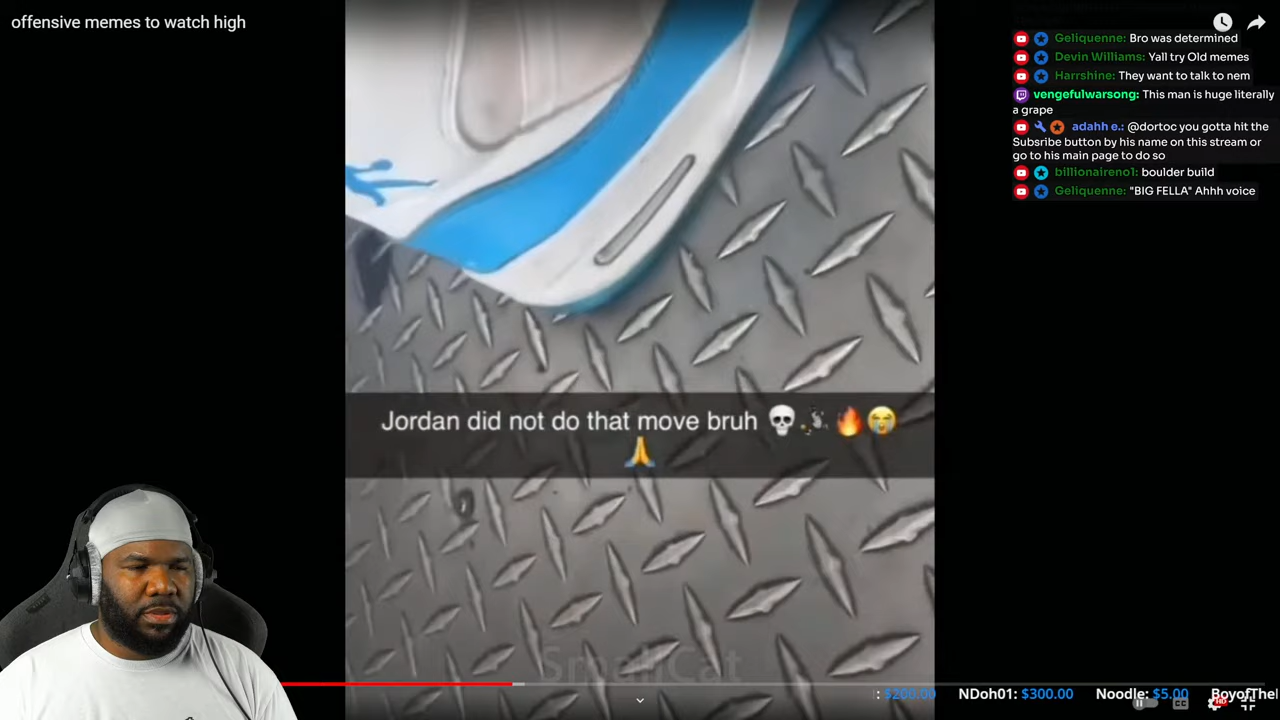 offensive memes to watch high
Geliquenne: Bro was determined
Devin Williams: Yall try Old memes
Harrshine: They want to talk to nem
vengefulwarsong: This man is huge literally
a grape
adahh e.: @dortoc you gotta hit the
Subsribe button by his name on this stream or
go to his main page to do so
billionaireno1: boulder build
Geliquenne: "BIG FELLA" Ahhh voice
Jordan did not do that move bruh 💀🔥😭
🙏
: $200.00 NDoh01: $300.00 Noodle: $5.00 BoyofTheI